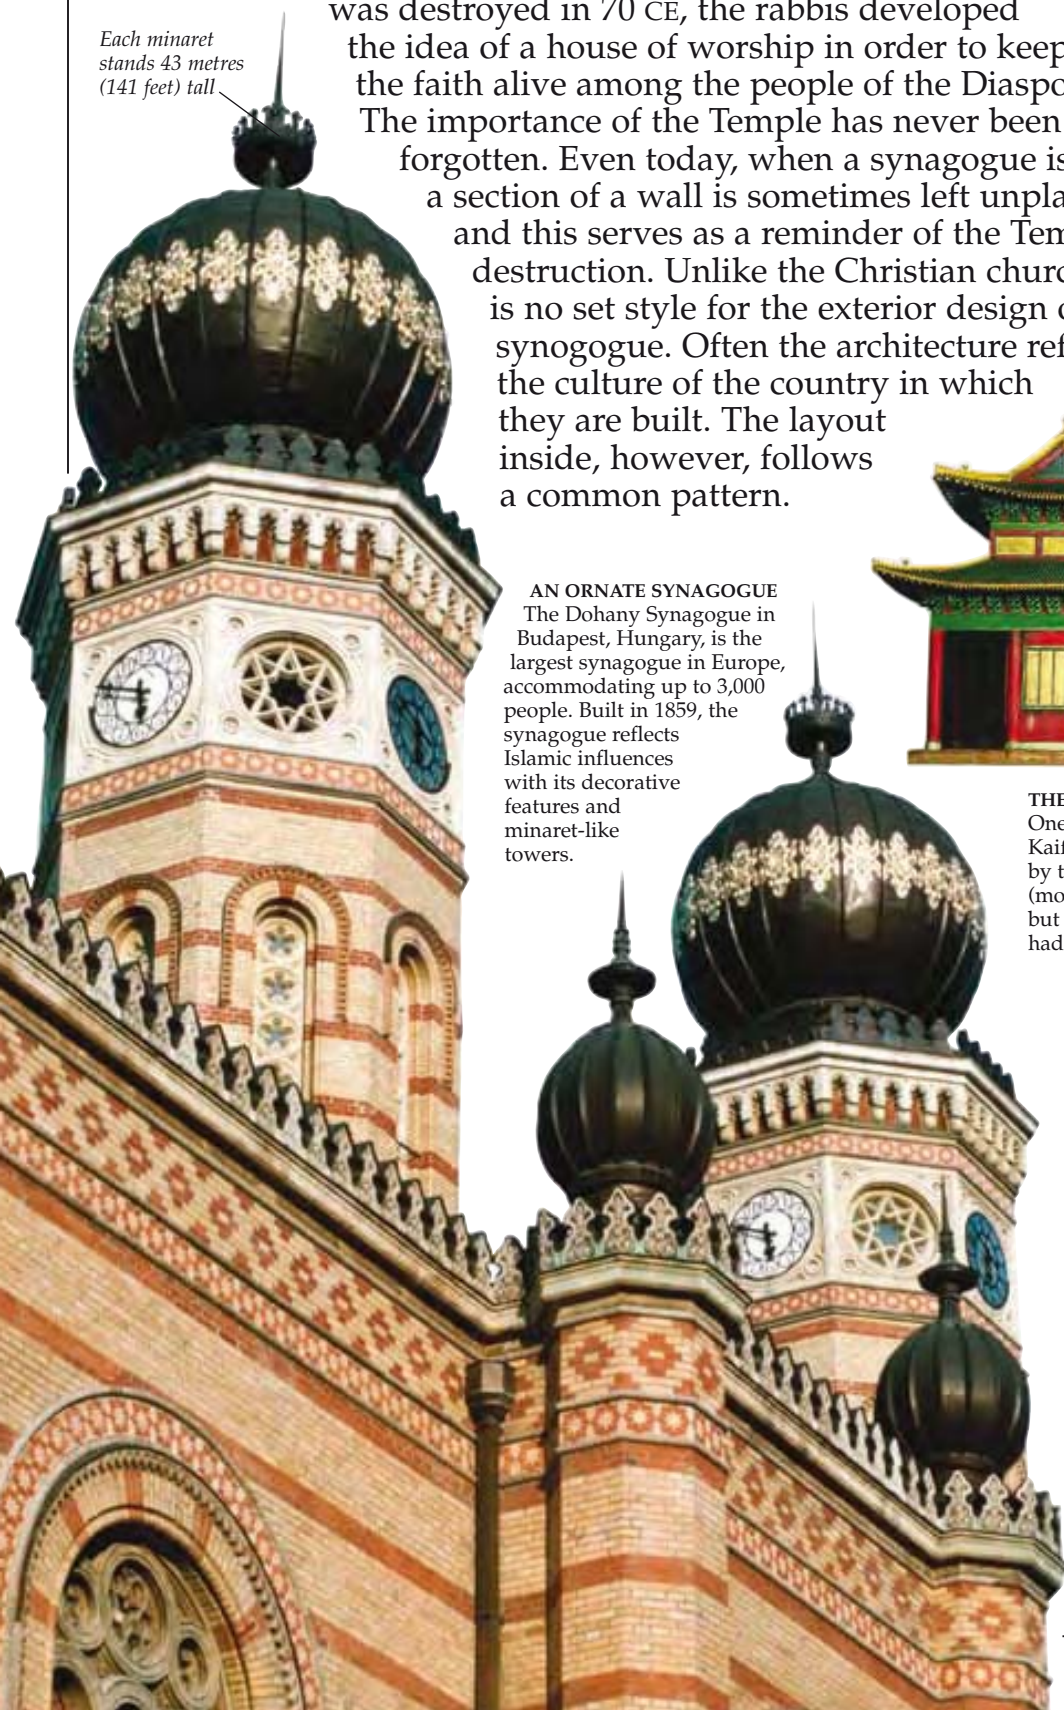 Each minaret
stands 43 metres
(141 feet) tall
was destroyed in 70 CE, the rabbis developed
the idea of a house of worship in order to keep
the faith alive among the people of the
The importance of the Temple has never been
forgotten. Even today, when a synagogue is
a section of a wall is sometimes left
and this serves as a reminder of the
destruction. Unlike the Christian
is no set style for the exterior design
synogogue. Often the architecture
the culture of the country in which
they are built. The layout
inside, however, follows
a common pattern.
AN ORNATE SYNAGOGUE
The Dohany Synagogue in
Budapest, Hungary, is the
largest synagogue in Europe,
accommodating up to 3,000
people. Built in 1859, the
synagogue reflects
Islamic influences
with its decorative
features and
minaret-like
towers.
THE
One
by
but
had